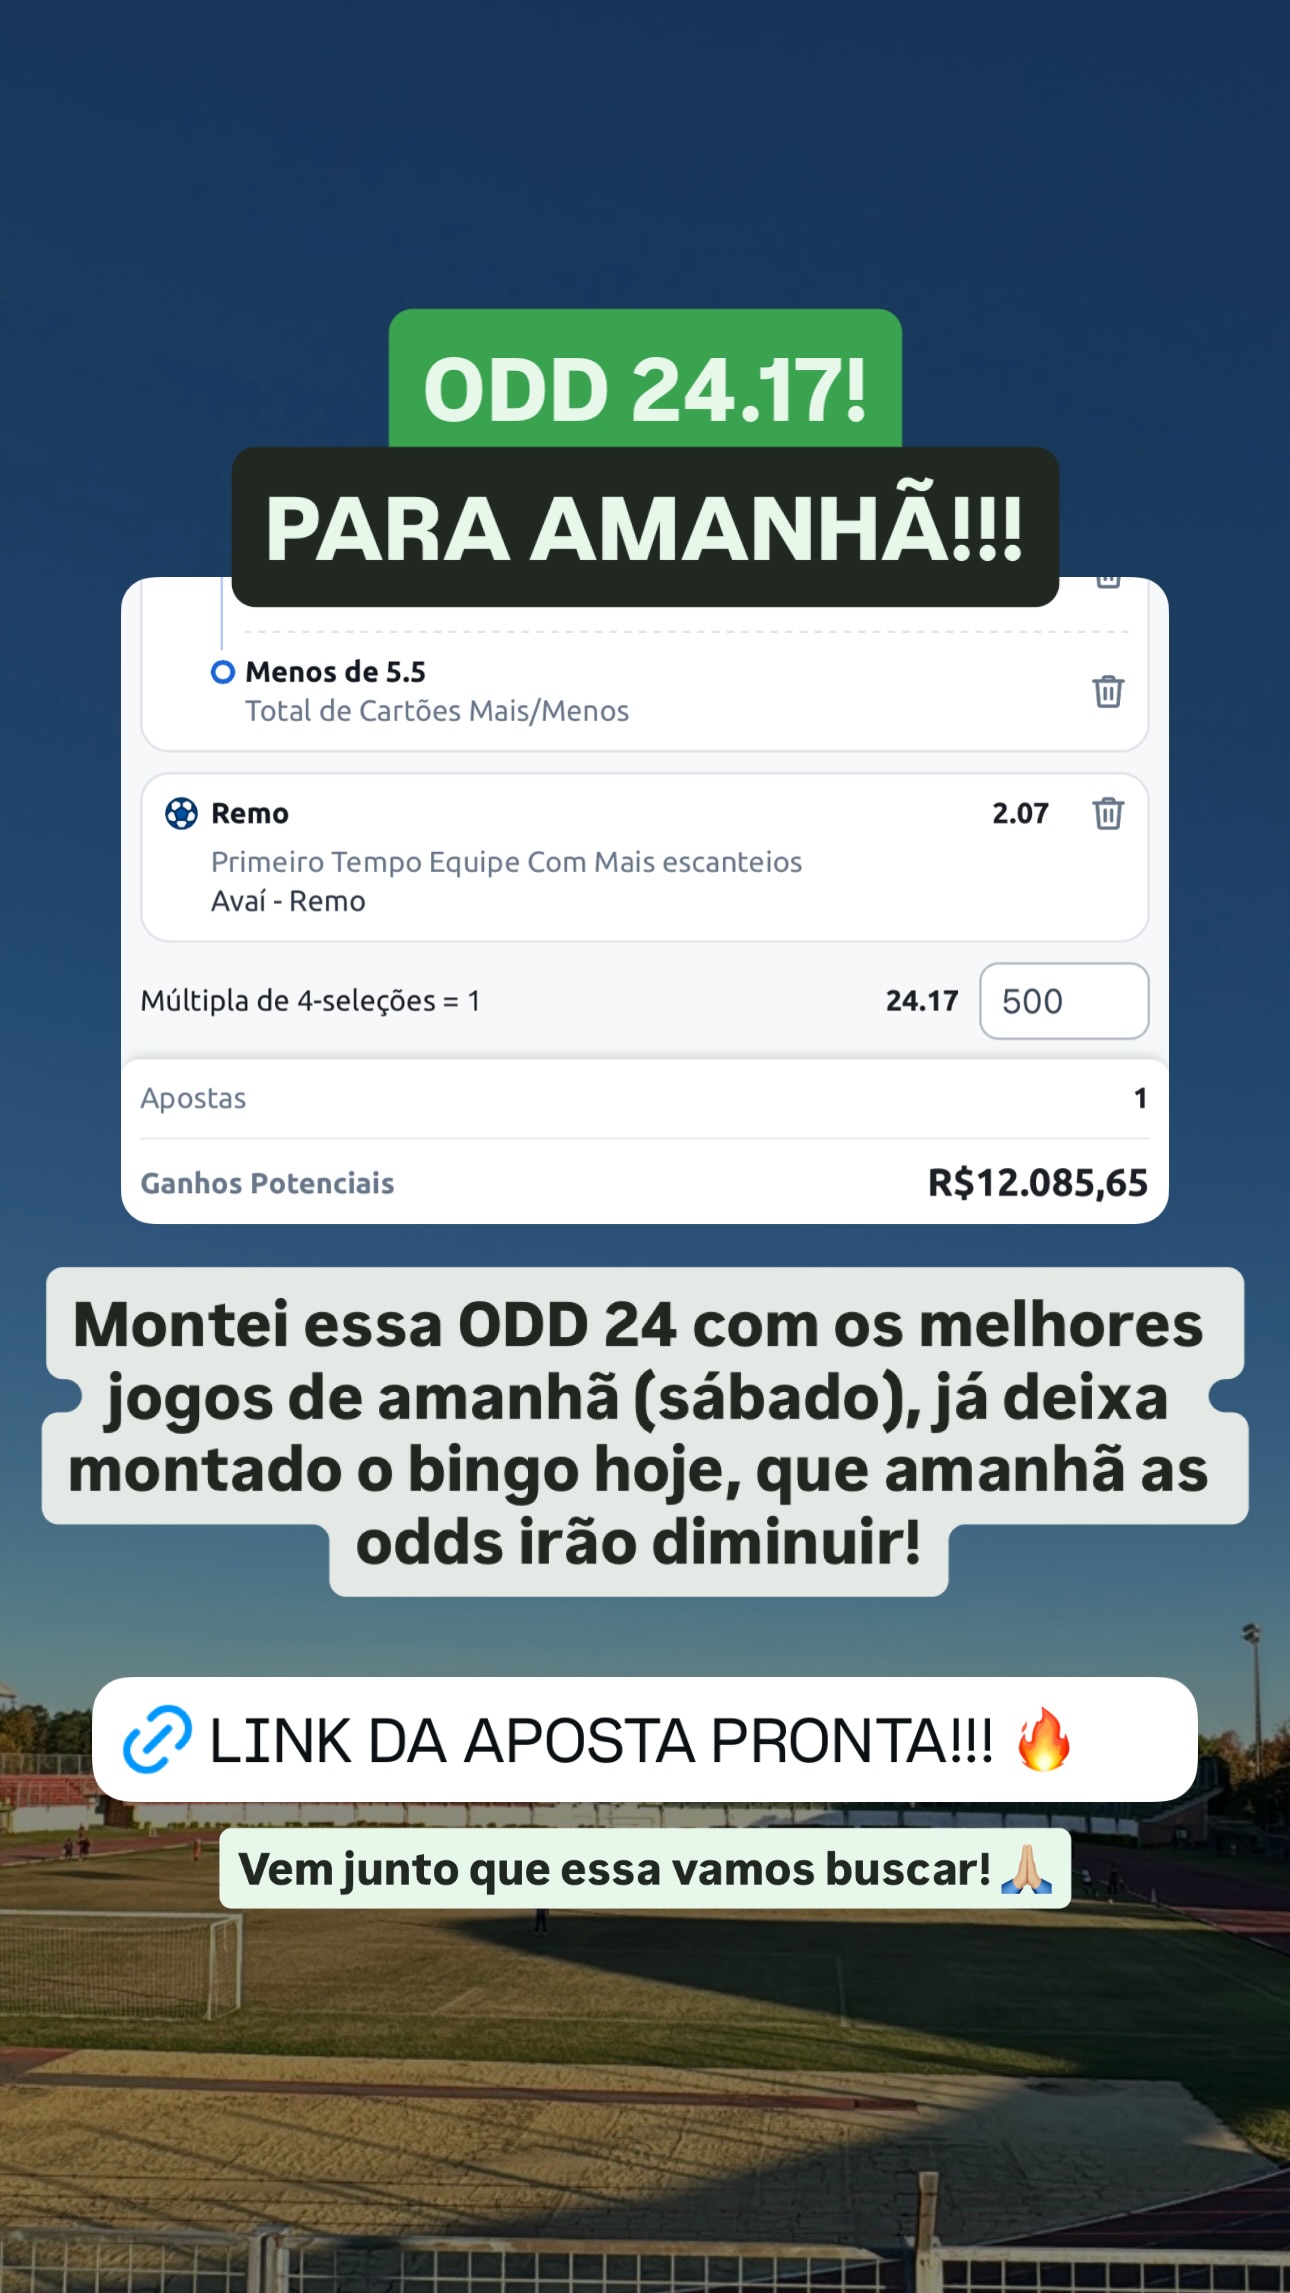 ODD 24.17!
PARA AMANHÃ!!!
Menos de 5.5
Total de Cartões Mais/Menos
Remo 2.07
Primeiro Tempo Equipe Com Mais escanteios
Avaí - Remo
Múltipla de 4-seleções = 1 24.17 500
Apostas 1
Ganhos Potenciais R$12.085,65
Montei essa ODD 24 com os melhores
jogos de amanhã (sábado), já deixa
montado o bingo hoje, que amanhã as
odds irão diminuir!
LINK DA APOSTA PRONTA!!! 🔥
Vem junto que essa vamos buscar! 🙏🏼